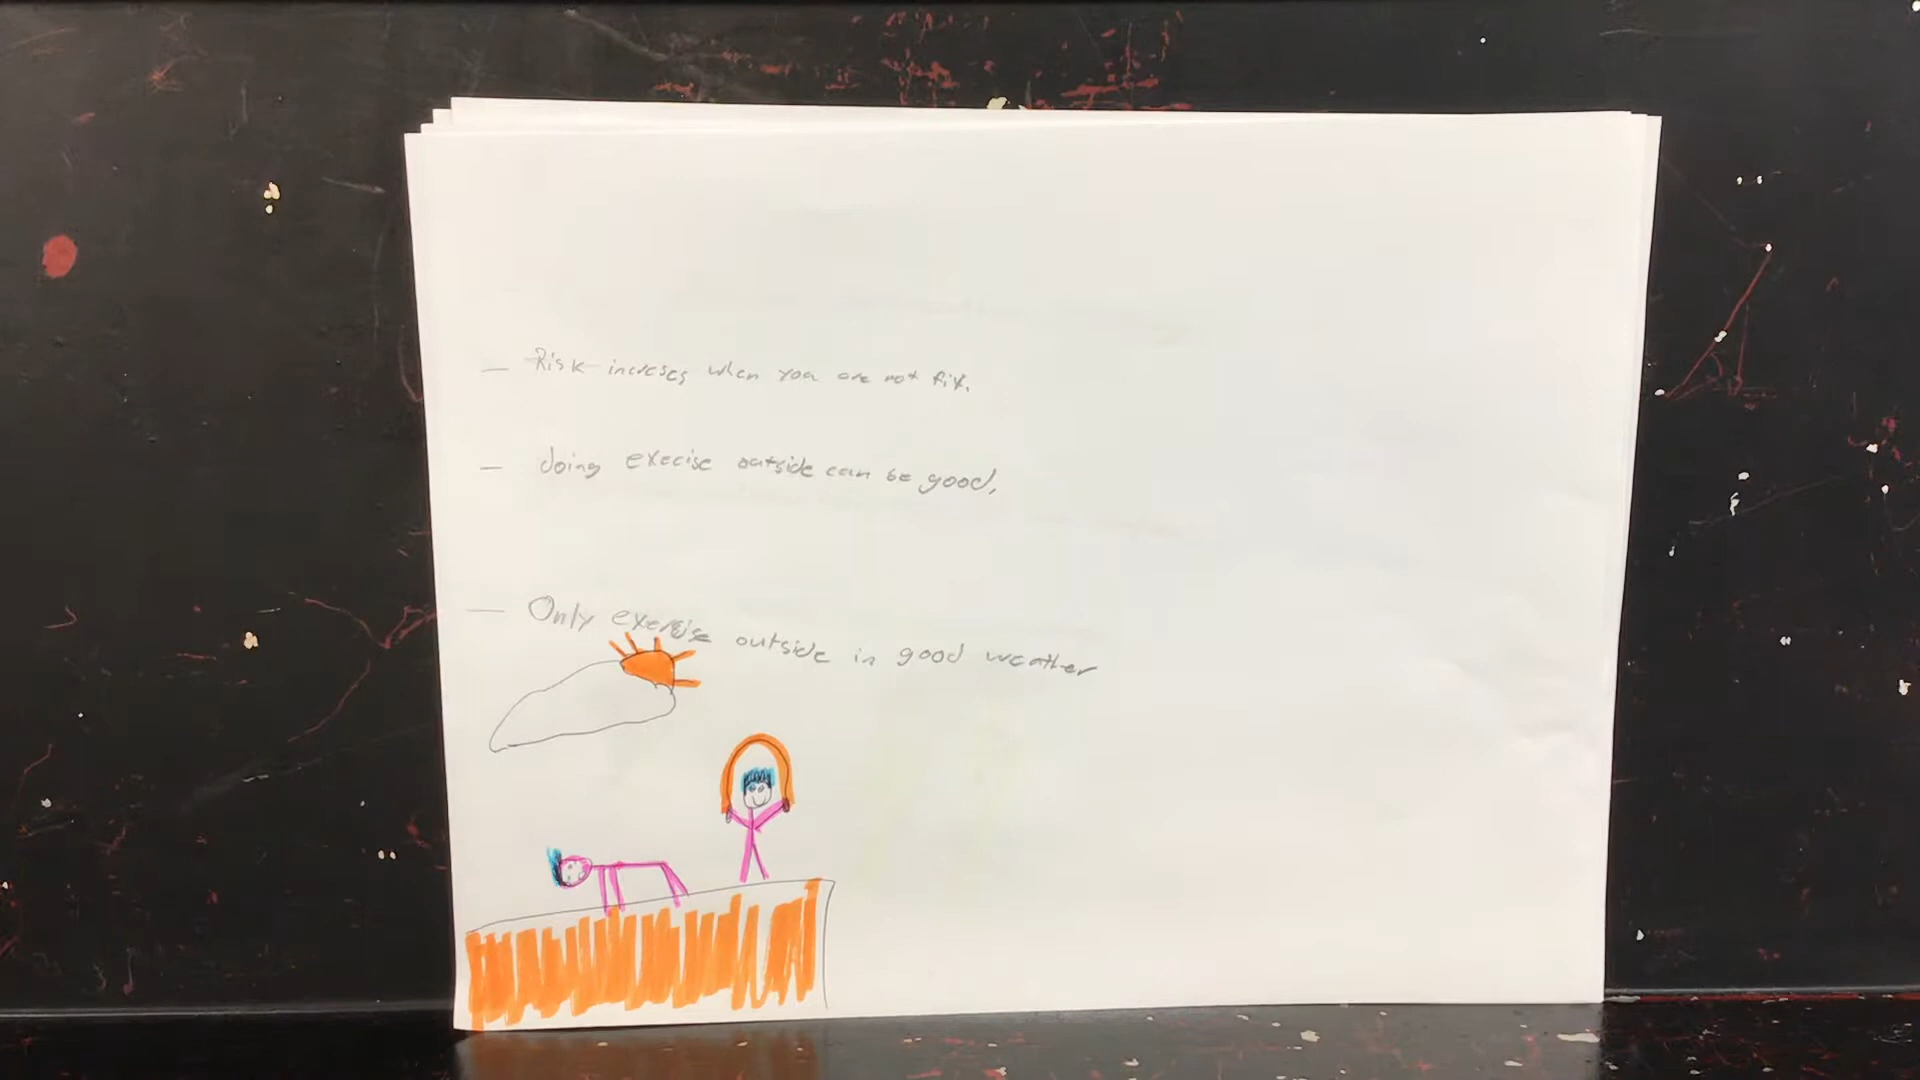 — Risk increses when you are not fit.
— doing execise outside can be good,
— Only exercise outside in good weather